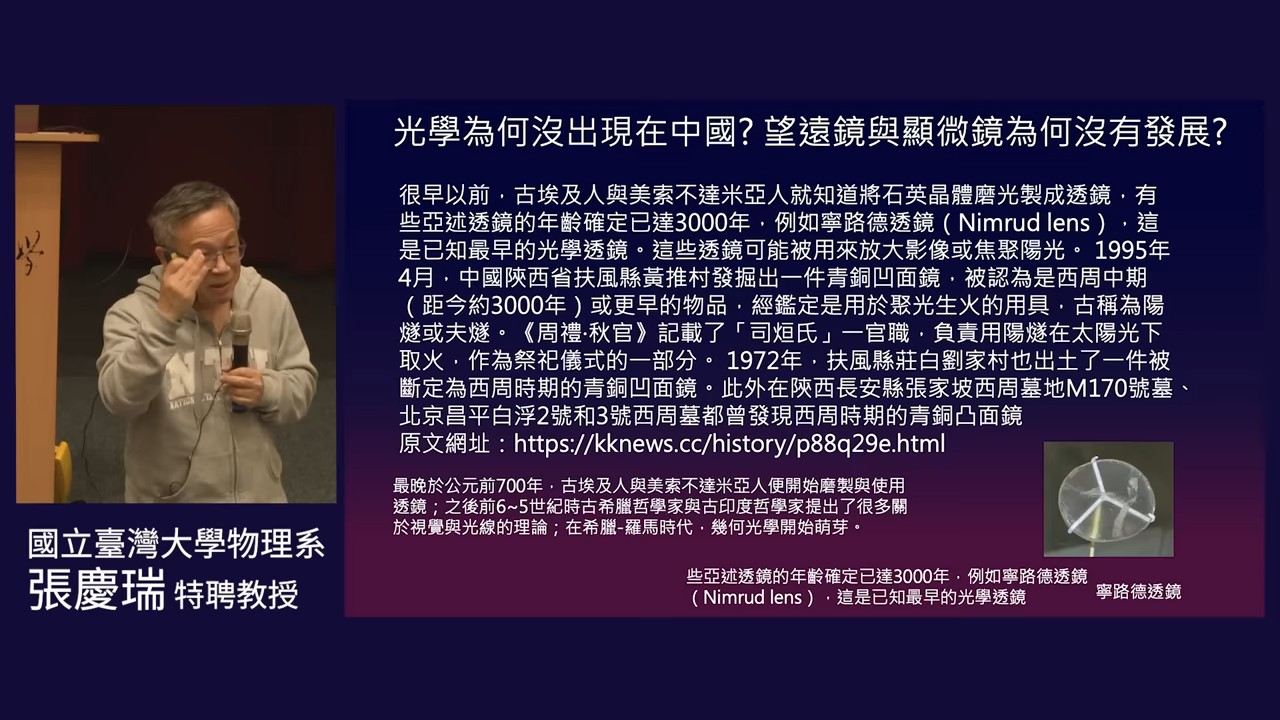 光學為何沒出現在中國? 望遠鏡與顯微鏡為何沒有發展?
很早以前，古埃及人與美索不達米亞人就知道將石英晶體磨光製成透鏡，有
些亞述透鏡的年齡確定已達3000年，例如寧路德透鏡（Nimrud lens），這
是已知最早的光學透鏡。這些透鏡可能被用來放大影像或焦聚陽光。 1995年
4月，中國陝西省扶風縣黃推村發掘出一件青銅凹面鏡，被認為是西周中期
（距今約3000年）或更早的物品，經鑑定是用於聚光生火的用具，古稱為陽
燧或夫燧。《周禮·秋官》記載了「司烜氏」一官職，負責用陽燧在太陽光下
取火，作為祭祀儀式的一部分。 1972年，扶風縣莊白劉家村也出土了一件被
斷定為西周時期的青銅凹面鏡。此外在陝西長安縣張家坡西周墓地M170號墓、
北京昌平白浮2號和3號西周墓都曾發現西周時期的青銅凸面鏡
原文網址：https://kknews.cc/history/p88q29e.html
最晚於公元前700年，古埃及人與美索不達米亞人便開始磨製與使用
透鏡；之後前6~5世紀時古希臘哲學家與古印度哲學家提出了很多關
於視覺與光線的理論；在希臘-羅馬時代，幾何光學開始萌芽。
些亞述透鏡的年齡確定已達3000年，例如寧路德透鏡
（Nimrud lens），這是已知最早的光學透鏡
寧路德透鏡
學
國立臺灣大學物理系
張慶瑞 特聘教授